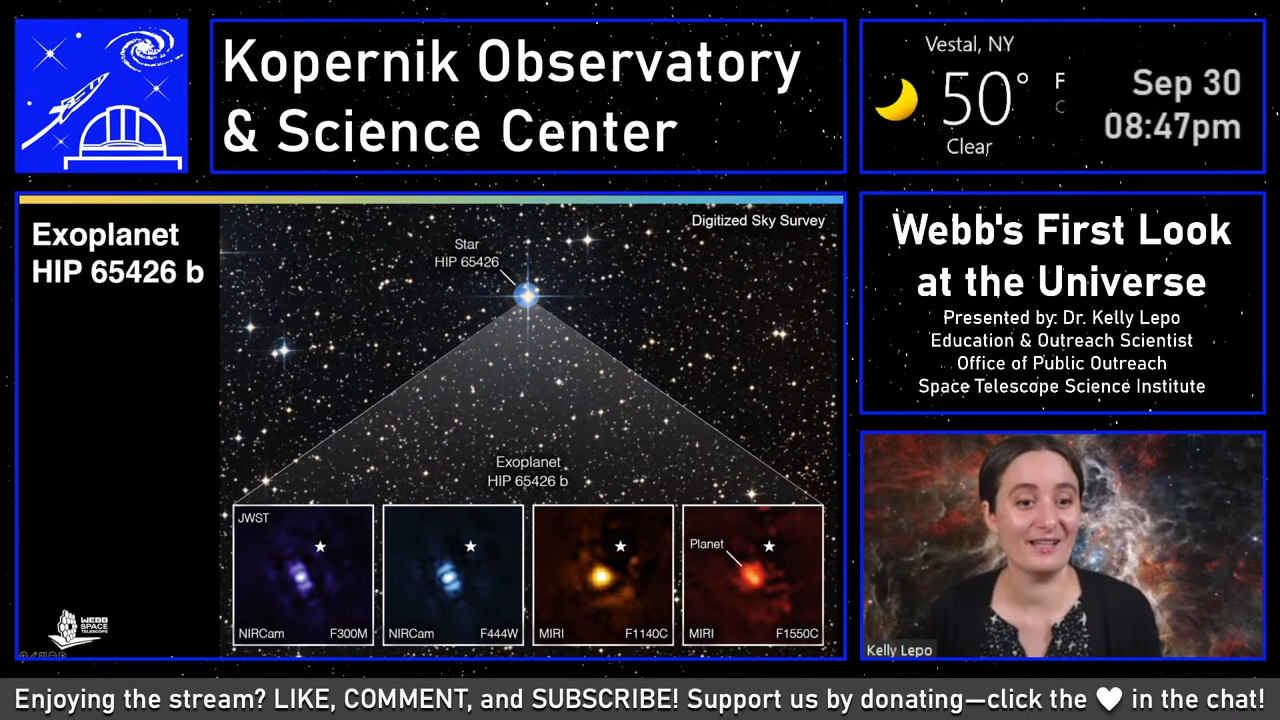 Kopernik Observatory
& Science Center
Vestal, NY
50° F
C
Clear
Sep 30
08:47pm
Exoplanet
HIP 65426 b
Digitized Sky Survey
Star
HIP 65426
Exoplanet
HIP 65426 b
JWST
NIRCam F300M
NIRCam F444W
MIRI F1140C
Planet
MIRI F1550C
WEBB
SPACE
TELESCOPE
Webb's First Look
at the Universe
Presented by: Dr. Kelly Lepo
Education & Outreach Scientist
Office of Public Outreach
Space Telescope Science Institute
Kelly Lepo
Enjoying the stream? LIKE, COMMENT, and SUBSCRIBE! Support us by donating—click the ♥ in the chat!